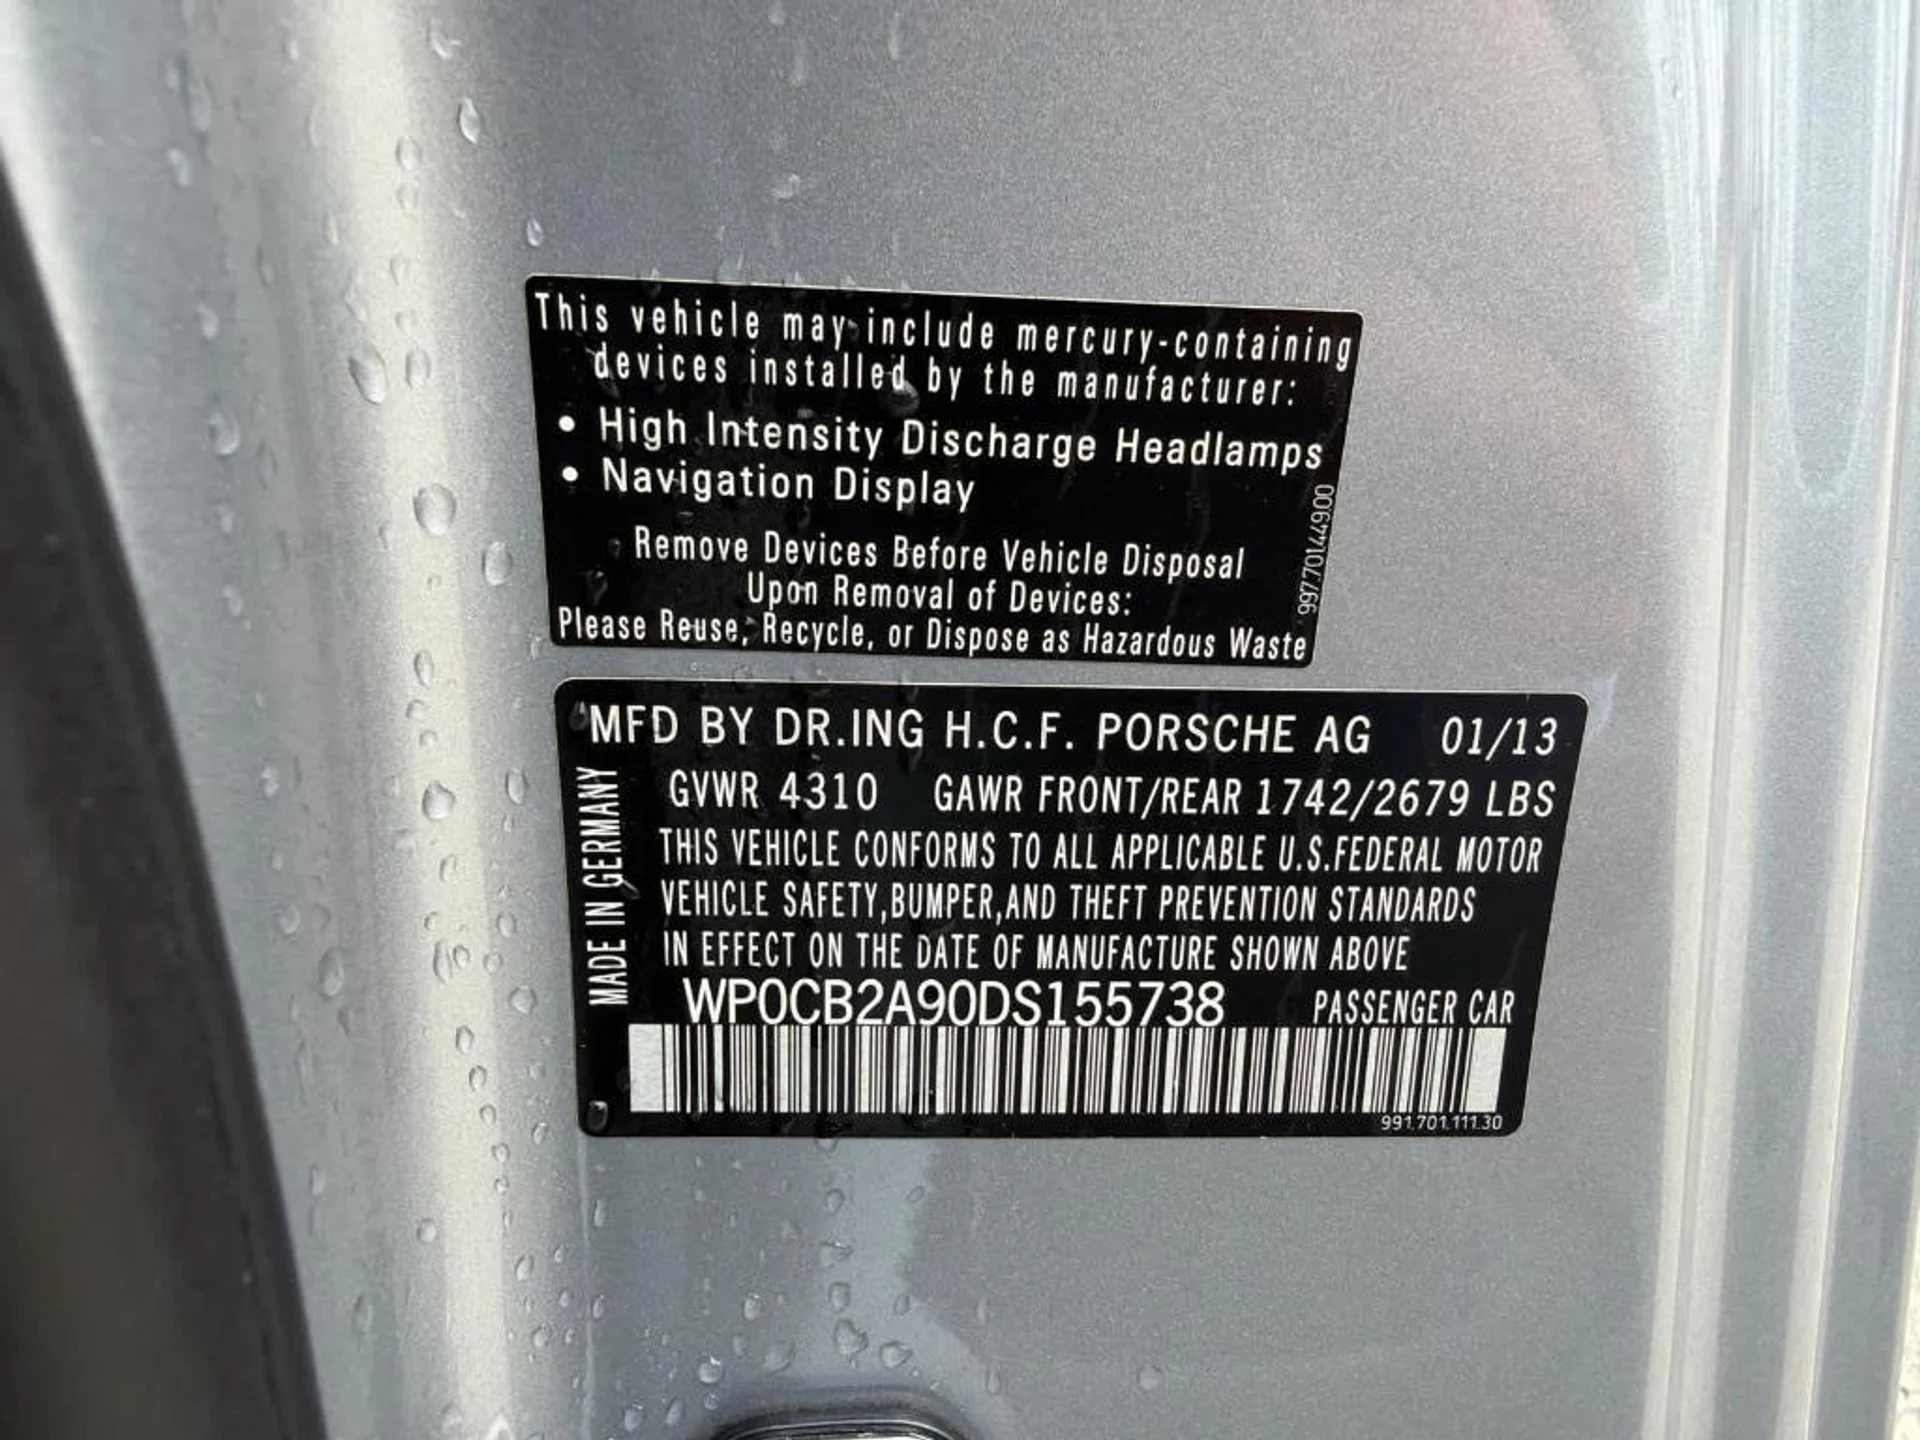 This vehicle may include mercury-containing
devices installed by the manufacturer:
• High Intensity Discharge Headlamps
• Navigation Display
Remove Devices Before Vehicle Disposal
Upon Removal of Devices:
Please Reuse, Recycle, or Dispose as Hazardous Waste
99770144900
MFD BY DR.ING H.C.F. PORSCHE AG 01/13
GVWR 4310 GAWR FRONT/REAR 1742/2679 LBS
THIS VEHICLE CONFORMS TO ALL APPLICABLE U.S.FEDERAL MOTOR
VEHICLE SAFETY,BUMPER,AND THEFT PREVENTION STANDARDS
IN EFFECT ON THE DATE OF MANUFACTURE SHOWN ABOVE
WP0CB2A90DS155738 PASSENGER CAR
MADE IN GERMANY
991.701.111.30